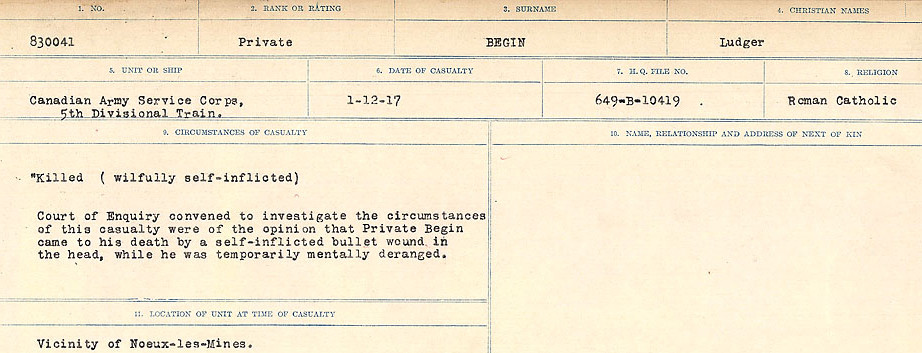 1. NO. 2. RANK OR RATING 3. SURNAME 4. CHRISTIAN NAMES
830041 Private BEGIN Ludger
5. UNIT OR SHIP 6. DATE OF CASUALTY 7. H.Q. FILE NO. 8. RELIGION
Canadian Army Service Corps, 1-12-17 649-B-10419 . Roman Catholic
5th Divisional Train.
9. CIRCUMSTANCES OF CASUALTY 10. NAME, RELATIONSHIP AND ADDRESS OF NEXT OF KIN
"Killed ( wilfully self-inflicted)
Court of Enquiry convened to investigate the circumstances
of this casualty were of the opinion that Private Begin
came to his death by a self-inflicted bullet wound in
the head, while he was temporarily mentally deranged.
11. LOCATION OF UNIT AT TIME OF CASUALTY
Vicinity of Noeux-les-Mines.